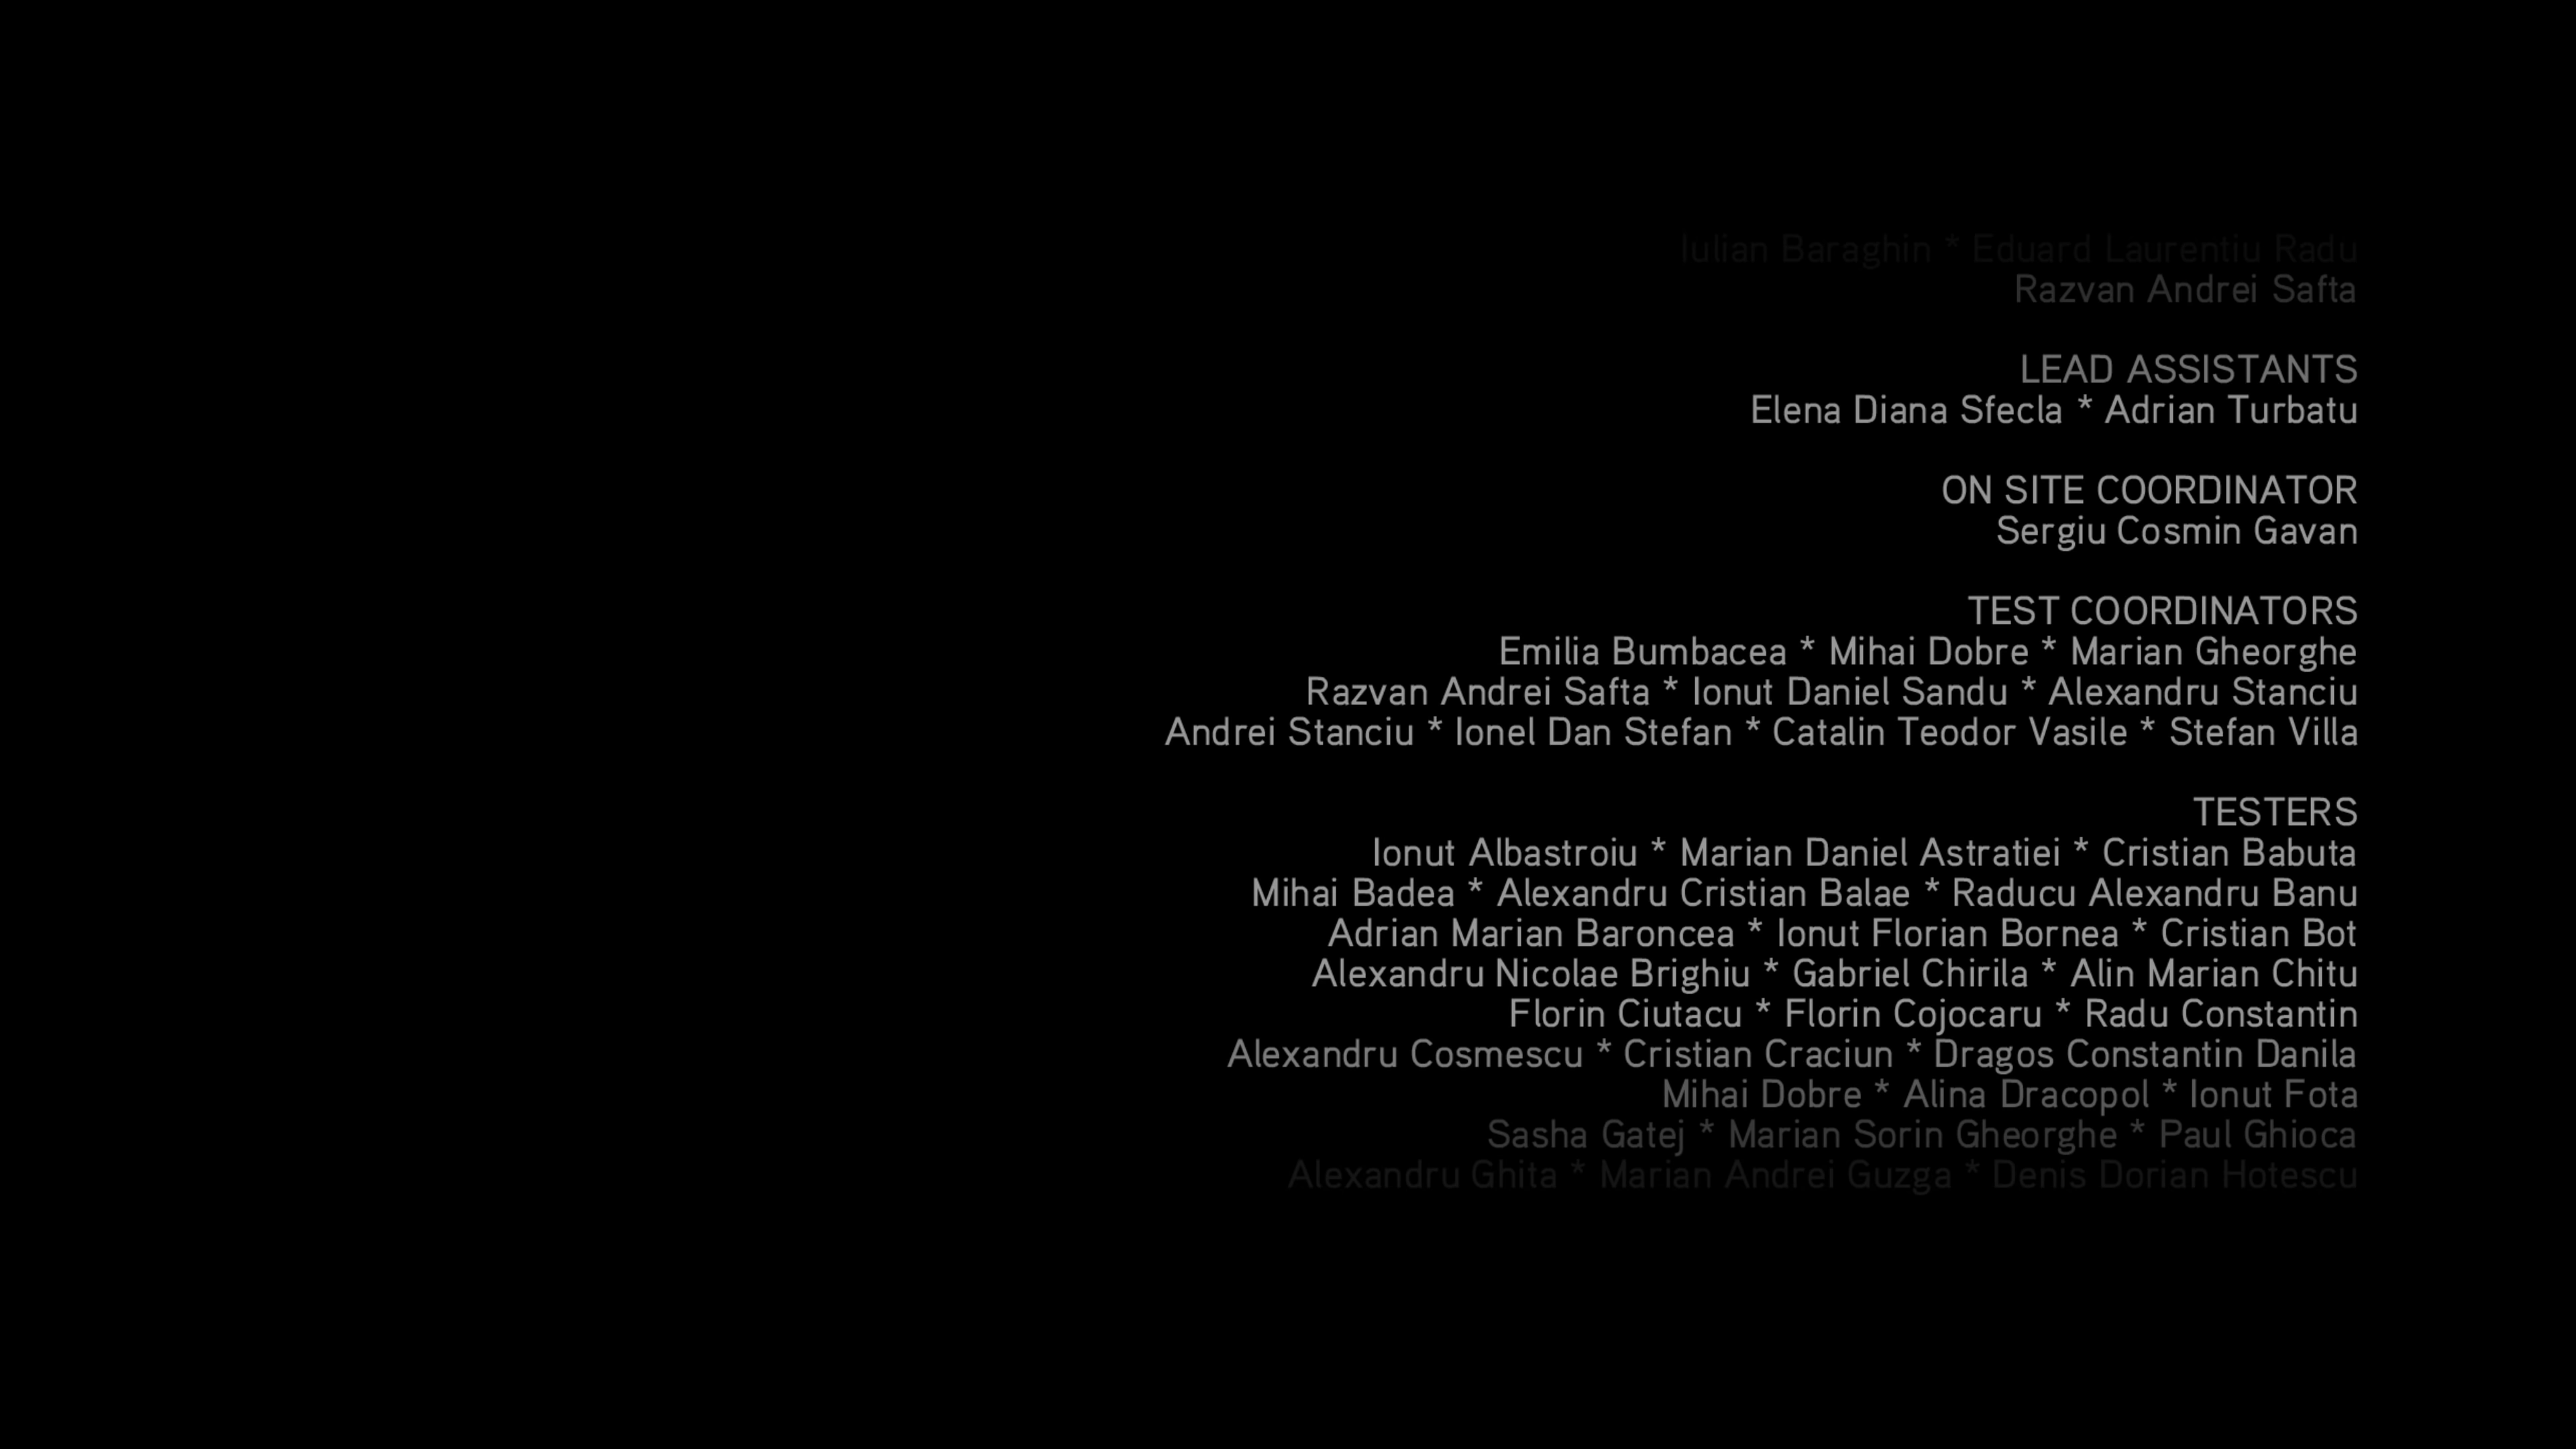 Iulian Baraghin * Eduard Laurentiu Radu
Razvan Andrei Safta
LEAD ASSISTANTS
Elena Diana Sfecla * Adrian Turbatu
ON SITE COORDINATOR
Sergiu Cosmin Gavan
TEST COORDINATORS
Emilia Bumbacea * Mihai Dobre * Marian Gheorghe
Razvan Andrei Safta * Ionut Daniel Sandu * Alexandru Stanciu
Andrei Stanciu * Ionel Dan Stefan * Catalin Teodor Vasile * Stefan Villa
TESTERS
Ionut Albastroiu * Marian Daniel Astratiei * Cristian Babuta
Mihai Badea * Alexandru Cristian Balae * Raducu Alexandru Banu
Adrian Marian Baroncea * Ionut Florian Bornea * Cristian Bot
Alexandru Nicolae Brighiu * Gabriel Chirila * Alin Marian Chitu
Florin Ciutacu * Florin Cojocaru * Radu Constantin
Alexandru Cosmescu * Cristian Craciun * Dragos Constantin Danila
Mihai Dobre * Alina Dracopol * Ionut Fota
Sasha Gatej * Marian Sorin Gheorghe * Paul Ghioca
Alexandru Ghita * Marian Andrei Guzga * Denis Dorian Hotescu